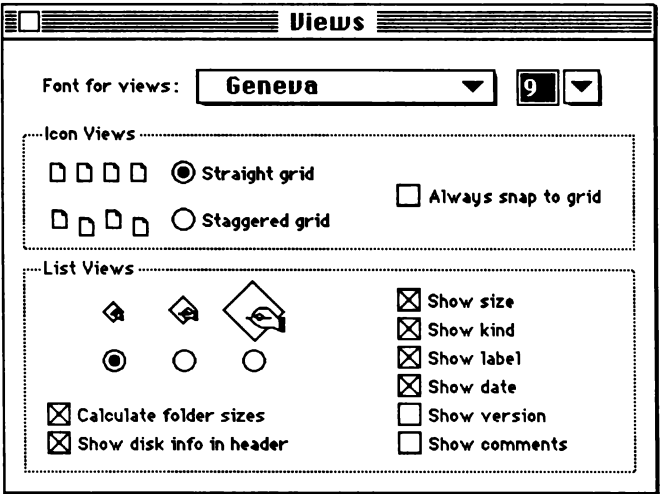 Views
Font for views: Geneva 9
Icon Views
Straight grid
Always snap to grid
Staggered grid
List Views
Show size
Show kind
Show label
Show date
Calculate folder sizes
Show version
Show disk info in header
Show comments